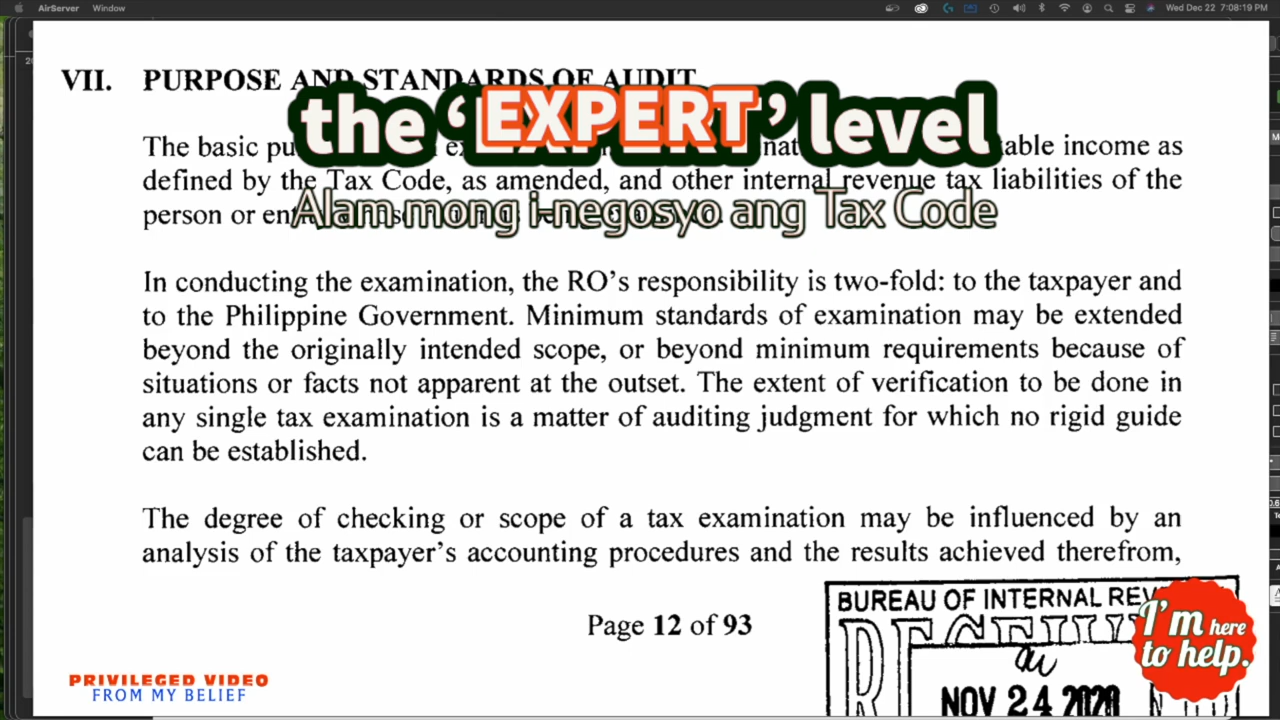 AirServer Window
Wed Dec 22 7:08:19 PM
VII. PURPOSE AND STANDARDS OF AUDIT
the ‘EXPERT’ level
The basic able income as
defined by the Tax Code, as amended, and other internal revenue tax liabilities of the
Alam mong i-negosyo ang Tax Code
person or
In conducting the examination, the RO’s responsibility is two-fold: to the taxpayer and
to the Philippine Government. Minimum standards of examination may be extended
beyond the originally intended scope, or beyond minimum requirements because of
situations or facts not apparent at the outset. The extent of verification to be done in
any single tax examination is a matter of auditing judgment for which no rigid guide
can be established.
The degree of checking or scope of a tax examination may be influenced by an
analysis of the taxpayer’s accounting procedures and the results achieved therefrom,
Page 12 of 93
BUREAU OF INTERNAL
NOV 24 2020
I'm here
to help.
PRIVILEGED VIDEO
FROM MY BELIEF